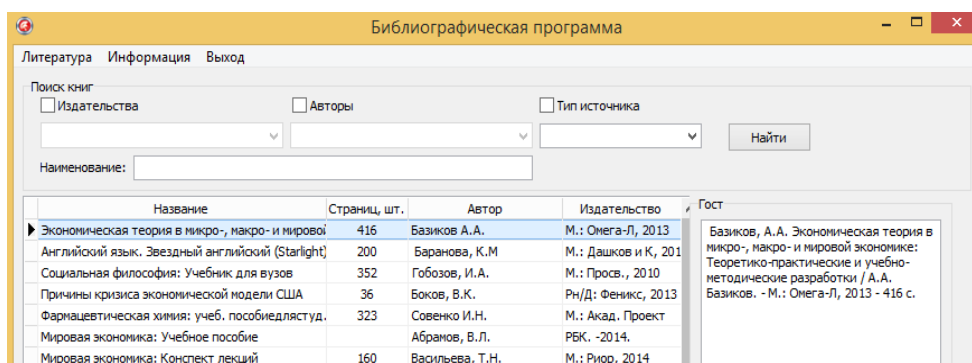 Библиографическая программа
Литература Информация Выход
Поиск книг
Издательства Авторы Тип источника
Найти
Наименование:
Название Страниц, шт. Автор Издательство
Экономическая теория в микро-, макро- и мировой 416 Базиков А.А. М.: Омега-Л, 2013
Английский язык. Звездный английский (Starlight) 200 Баранова, К.М М.: Дашков и К, 201
Социальная философия: Учебник для вузов 352 Гобозов, И.А. М.: Просв., 2010
Причины кризиса экономической модели США 36 Боков, В.К. Рн/Д: Феникс, 2013
Фармацевтическая химия: учеб. пособиедлястуд. 323 Совенко И.Н. М.: Акад. Проект
Мировая экономика: Учебное пособие Абрамов, В.Л. РБК. -2014.
Мировая экономика: Конспект лекций 160 Васильева, Т.Н. М.: Риор, 2014
Гост
Базиков, А.А. Экономическая теория в
микро-, макро- и мировой экономике:
Теоретико-практические и учебно-
методические разработки / А.А.
Базиков. - М.: Омега-Л, 2013 - 416 с.